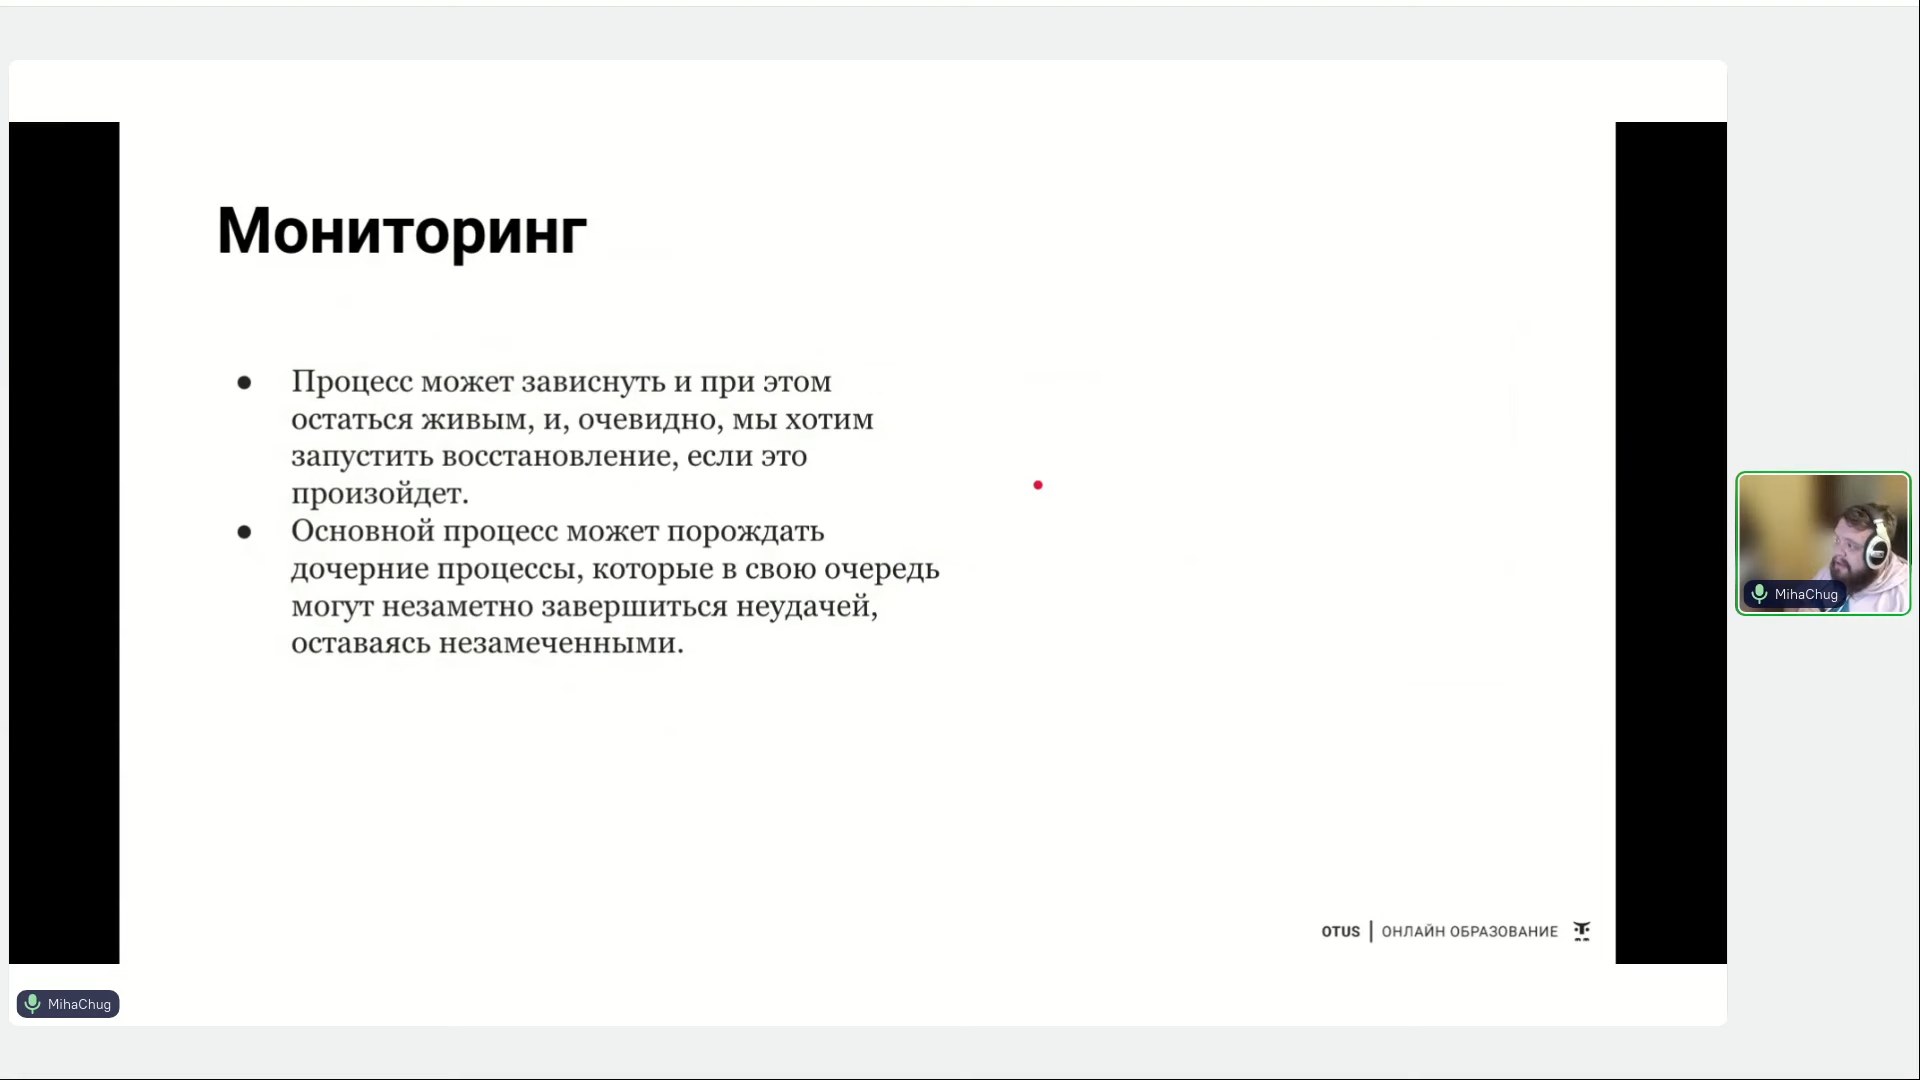 Мониторинг
● Процесс может зависнуть и при этом
остаться живым, и, очевидно, мы хотим
запустить восстановление, если это
произойдет.
● Основной процесс может порождать
дочерние процессы, которые в свою очередь
могут незаметно завершиться неудачей,
оставаясь незамеченными.
MihaChug
OTUS | ОНЛАЙН ОБРАЗОВАНИЕ
MihaChug